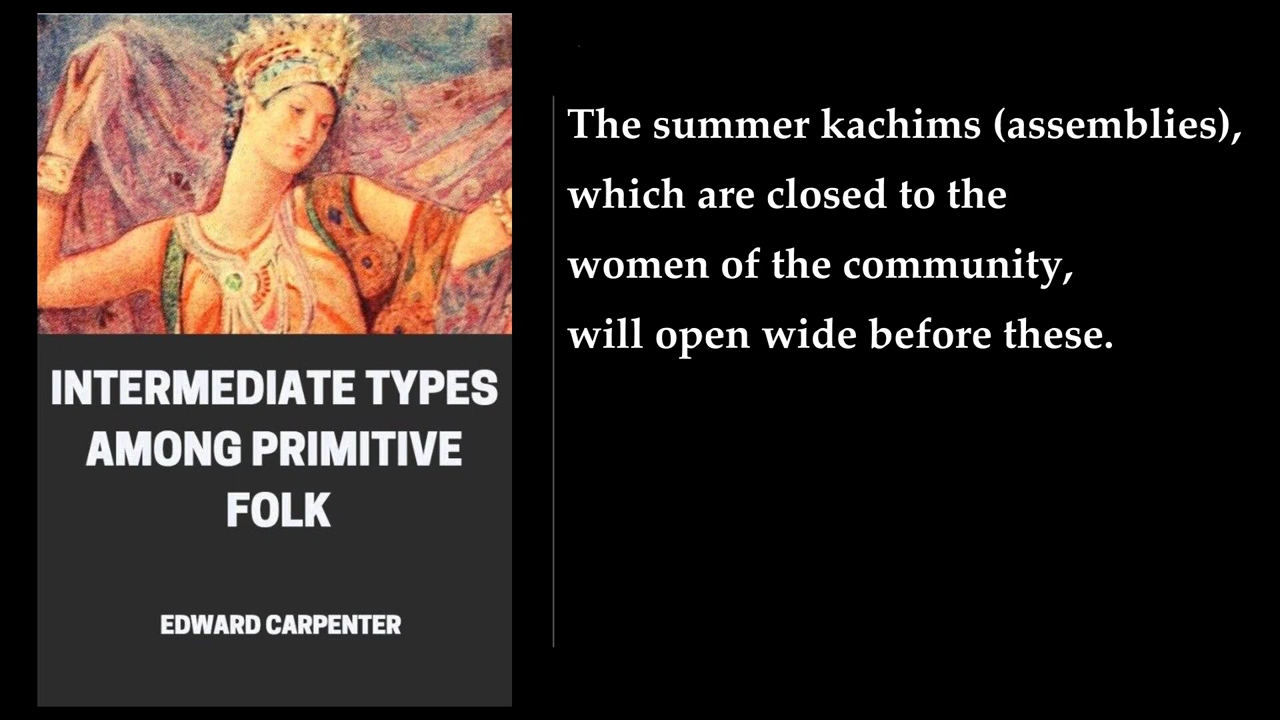 INTERMEDIATE TYPES
AMONG PRIMITIVE
FOLK
EDWARD CARPENTER
The summer kachims (assemblies),
which are closed to the
women of the community,
will open wide before these.